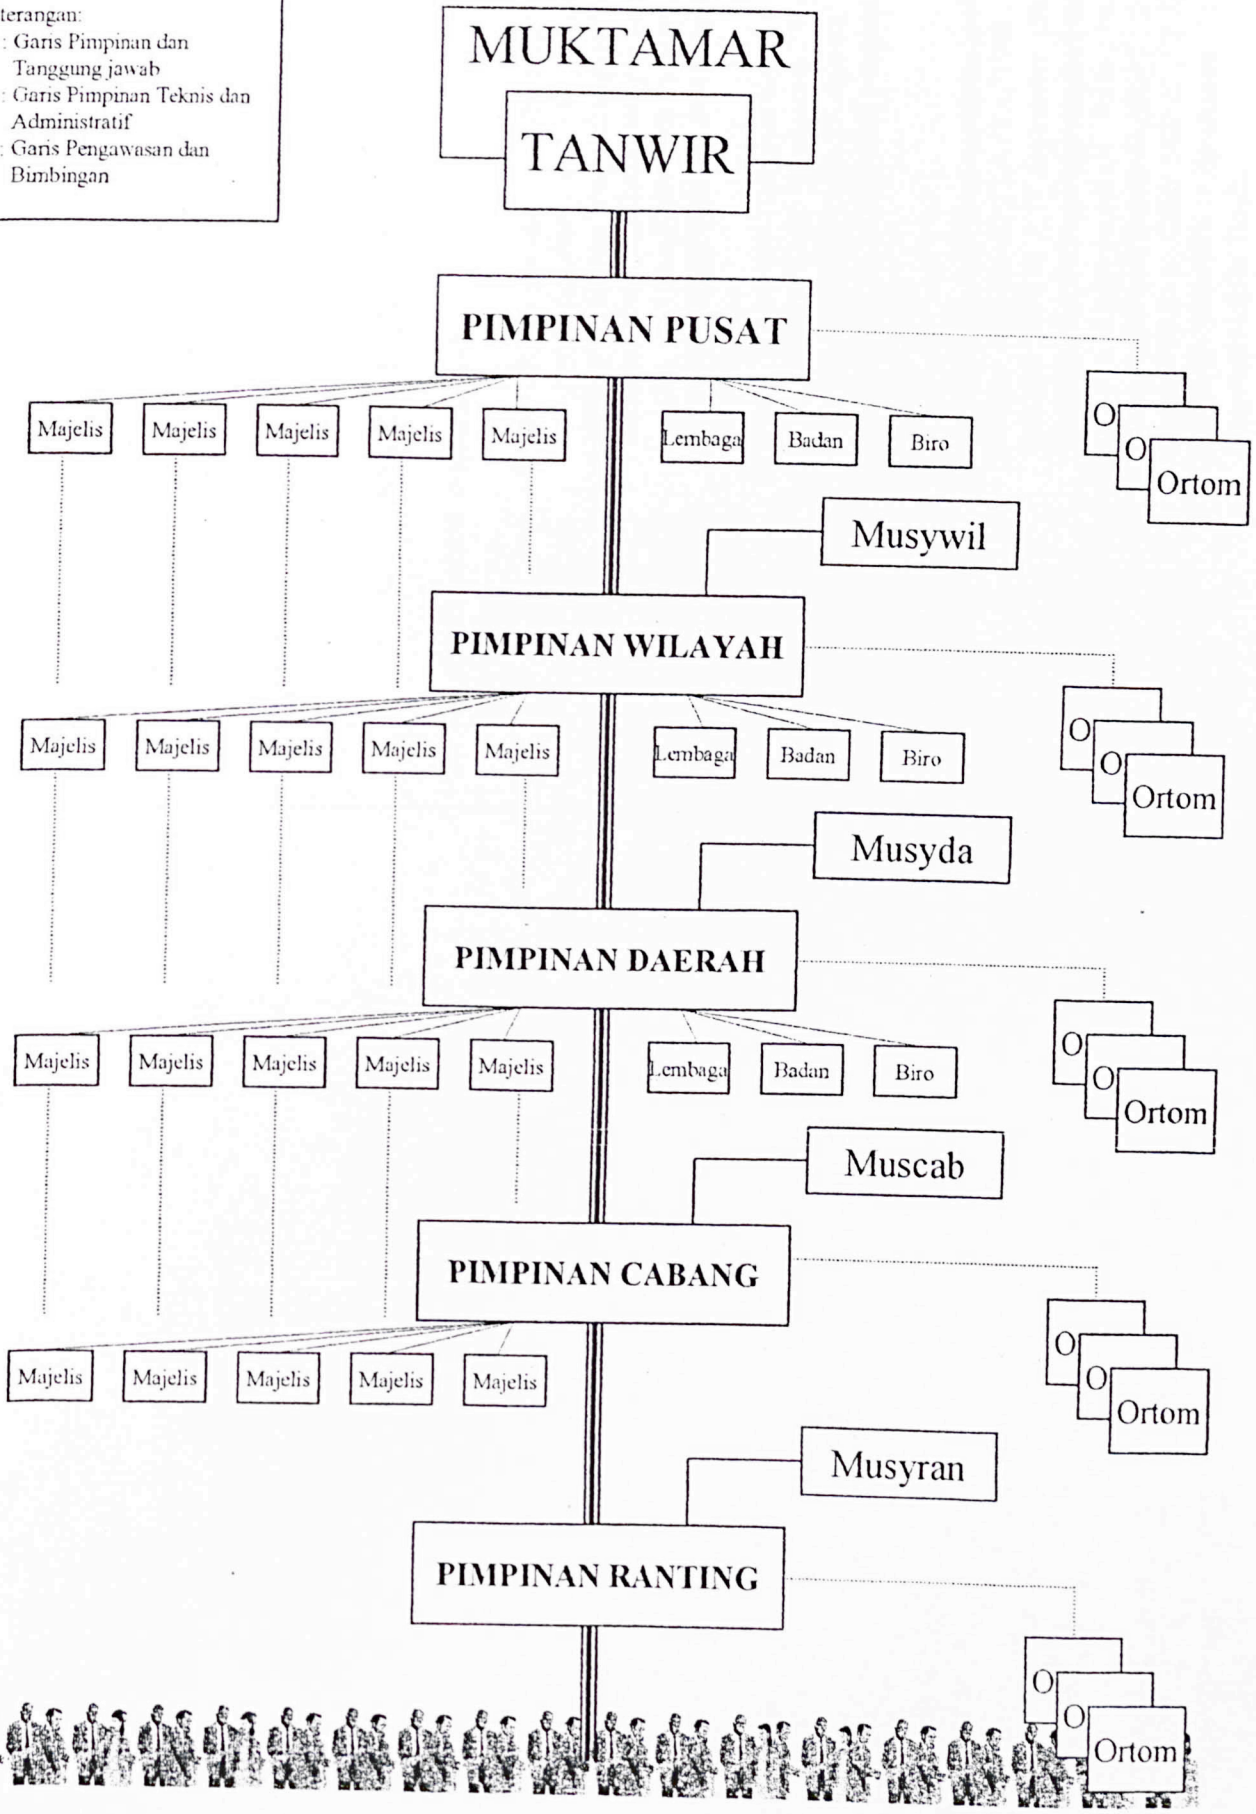 terangan:
: Garis Pimpinan dan
Tanggung jawab
: Garis Pimpinan Teknis dan
Administratif
: Garis Pengawasan dan
Bimbingan
MUKTAMAR
TANWIR
PIMPINAN PUSAT
Majelis Majelis Majelis Majelis Majelis Lembaga Badan Biro
O
O
Ortom
Musywil
PIMPINAN WILAYAH
Majelis Majelis Majelis Majelis Majelis Lembaga Badan Biro
O
O
Ortom
Musyda
PIMPINAN DAERAH
Majelis Majelis Majelis Majelis Majelis Lembaga Badan Biro
O
O
Ortom
Muscab
PIMPINAN CABANG
Majelis Majelis Majelis Majelis Majelis
O
O
Ortom
Musyran
PIMPINAN RANTING
O
O
Ortom